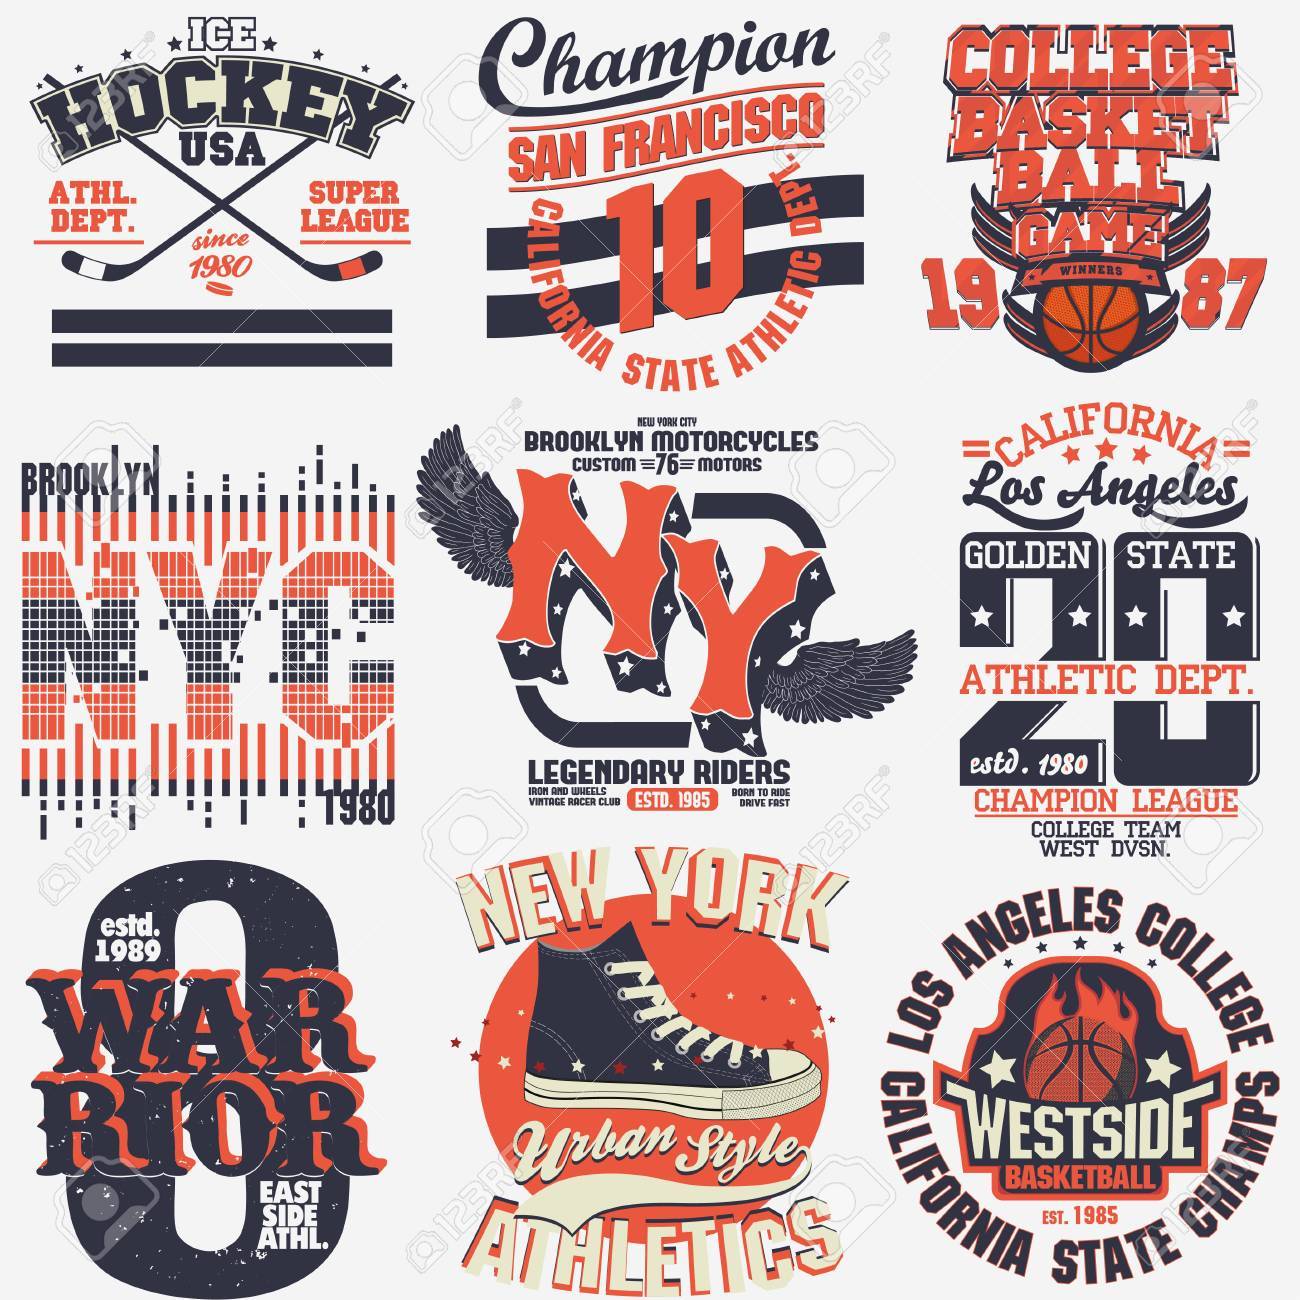 ICE
HOCKEY
USA
ATHL.
DEPT.
SUPER
LEAGUE
since
1980
Champion
SAN FRANCISCO
10
CALIFORNIA STATE ATHLETIC DEPT.
COLLEGE
BASKET
BALL
GAME
WINNERS
1987
BROOKLYN
NYC
1980
NEW YORK CITY
BROOKLYN MOTORCYCLES
CUSTOM 76 MOTORS
NY
LEGENDARY RIDERS
IRON AND WHEELS
VINTAGE RACER CLUB
ESTD. 1985
BORN TO RIDE
DRIVE FAST
CALIFORNIA
Los Angeles
GOLDEN STATE
20
ATHLETIC DEPT.
estd. 1980
CHAMPION LEAGUE
COLLEGE TEAM
WEST DVSN.
8
estd.
1989
WAR
RIOR
EAST
SIDE
ATHL.
NEW YORK
Urban Style
ATHLETICS
LOS ANGELES COLLEGE
WESTSIDE
BASKETBALL
EST. 1985
CALIFORNIA STATE CHAMPS
123RF